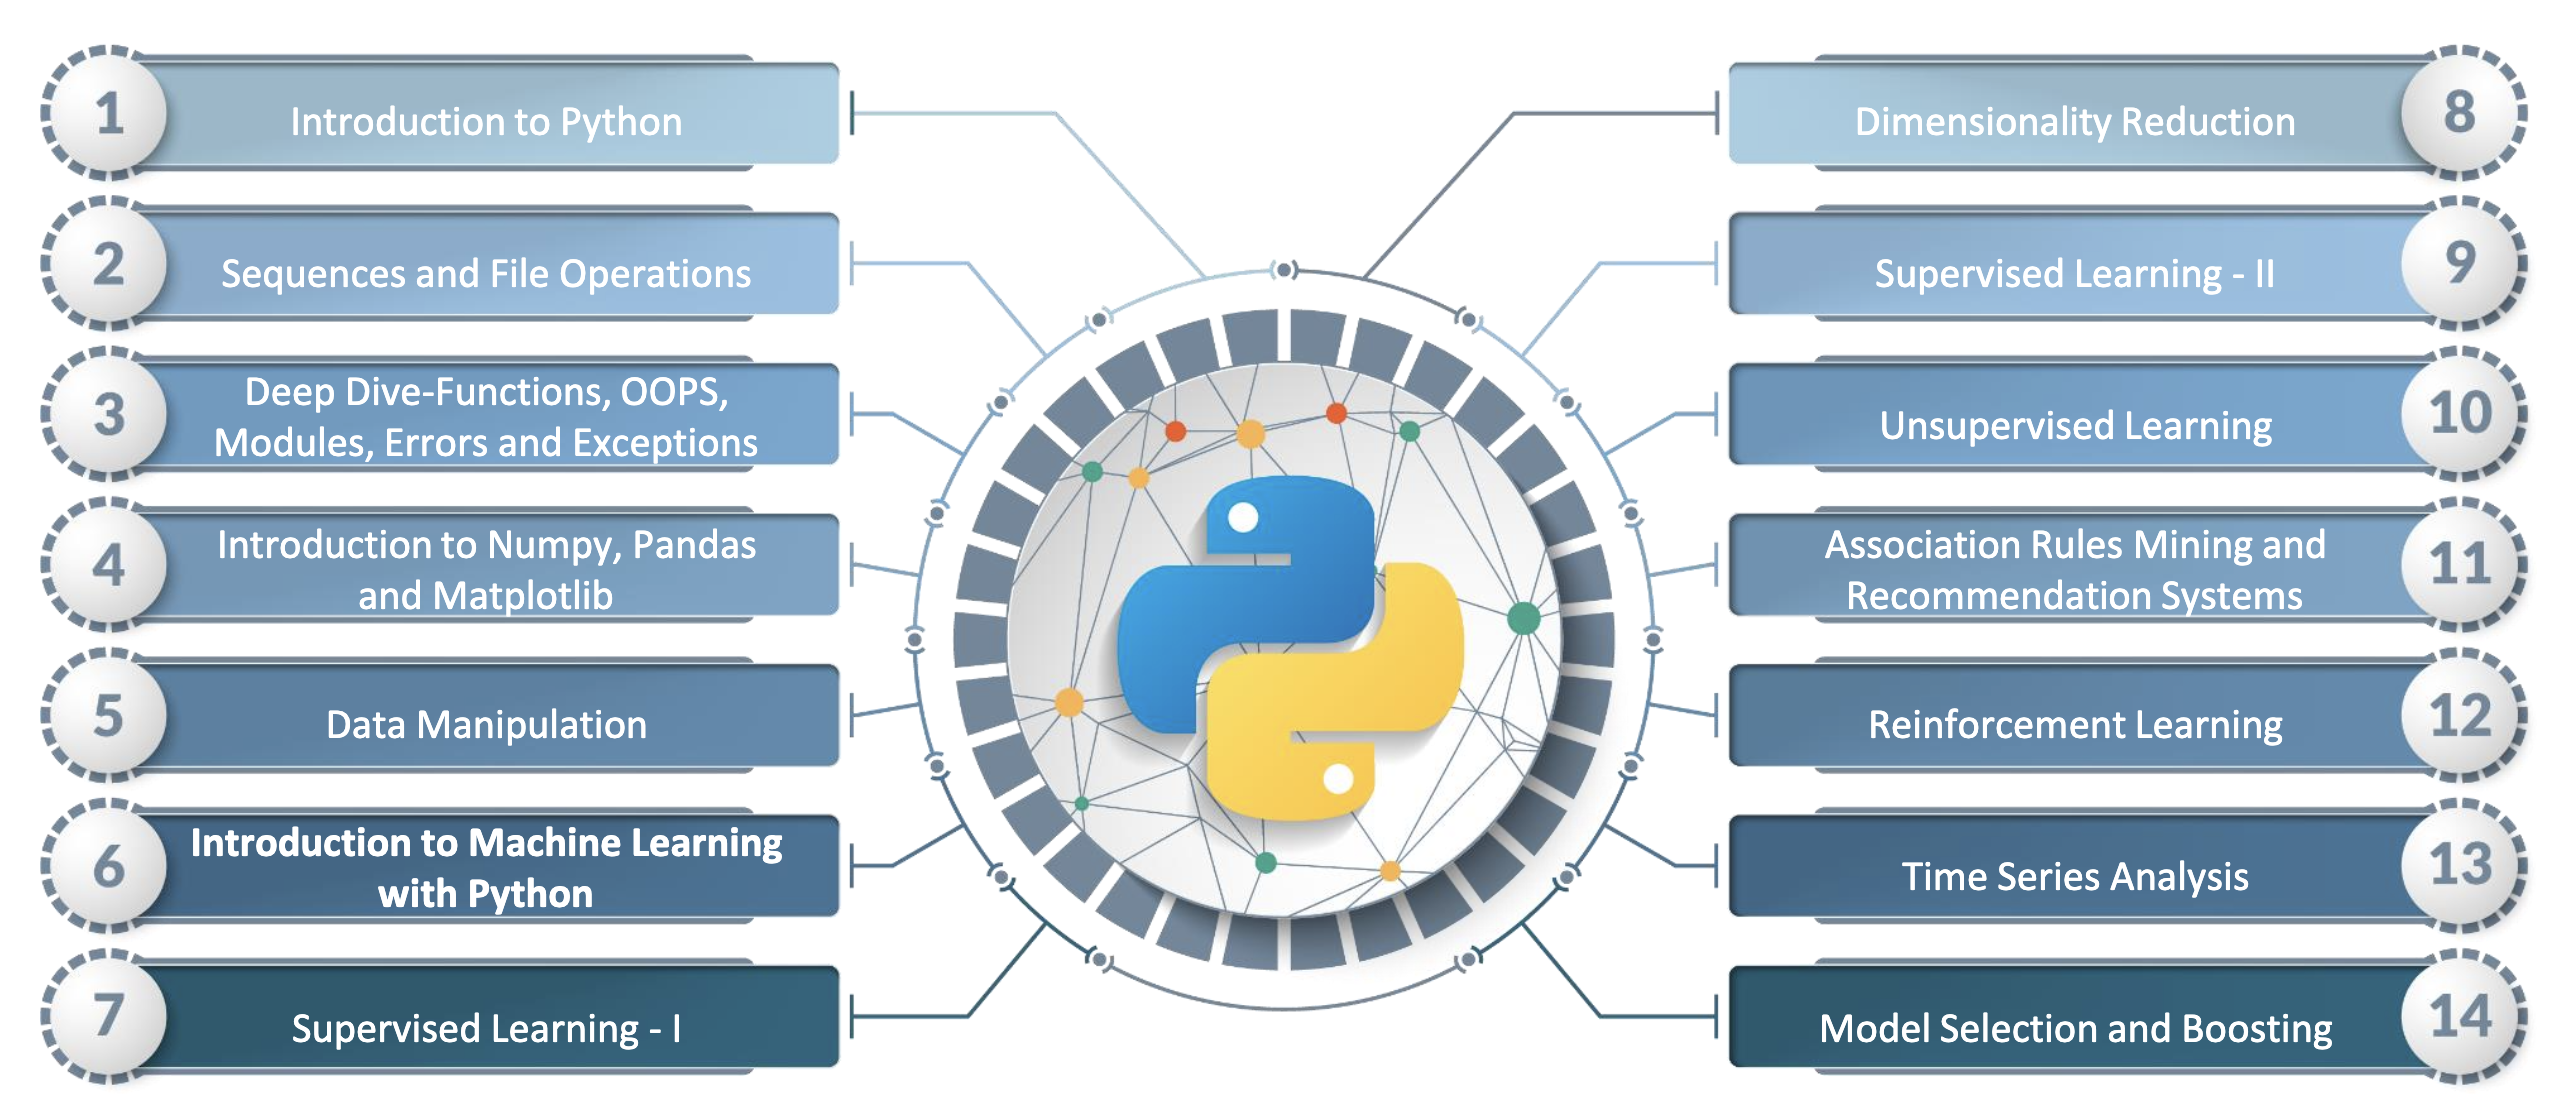 1
Introduction to Python
2
Sequences and File Operations
3
Deep Dive-Functions, OOPS,
Modules, Errors and Exceptions
4
Introduction to Numpy, Pandas
and Matplotlib
5
Data Manipulation
6
Introduction to Machine Learning
with Python
7
Supervised Learning - I
Dimensionality Reduction
8
Supervised Learning - II
9
Unsupervised Learning
10
Association Rules Mining and
Recommendation Systems
11
Reinforcement Learning
12
Time Series Analysis
13
Model Selection and Boosting
14